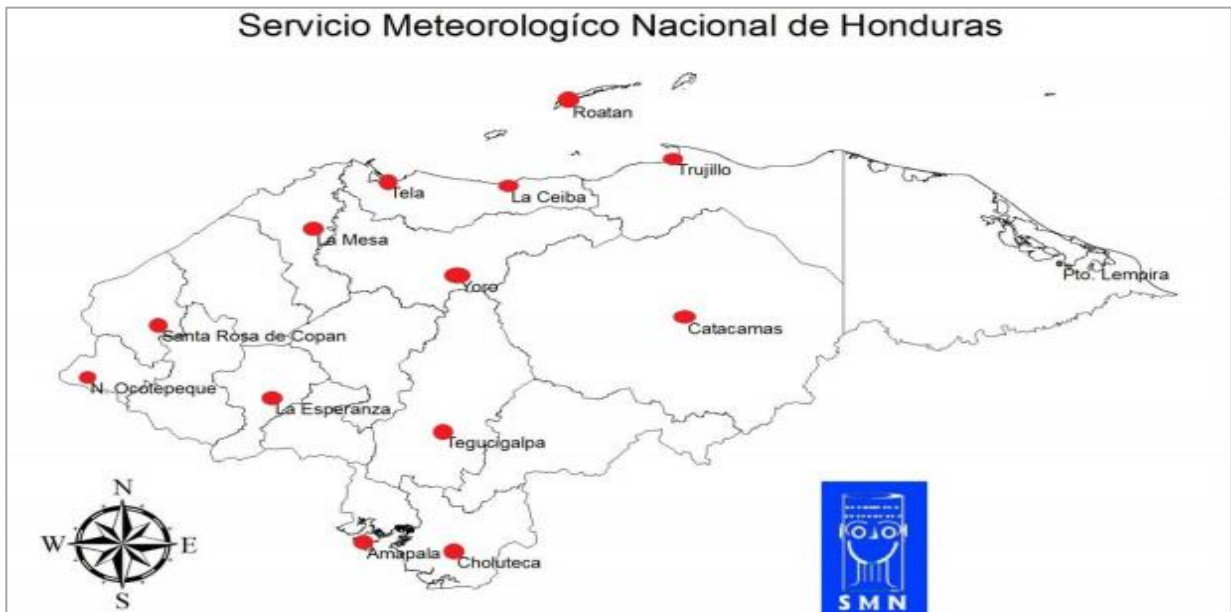 Servicio Meteorologíco Nacional de Honduras
Roatan
Trujillo
Tela
La Ceiba
La Mesa
Yoro
Pto. Lempira
Santa Rosa de Copan
Catacamas
N. Ocotepeque
La Esperanza
Tegucigalpa
Amapala
Choluteca
N
W
E
S
SMN